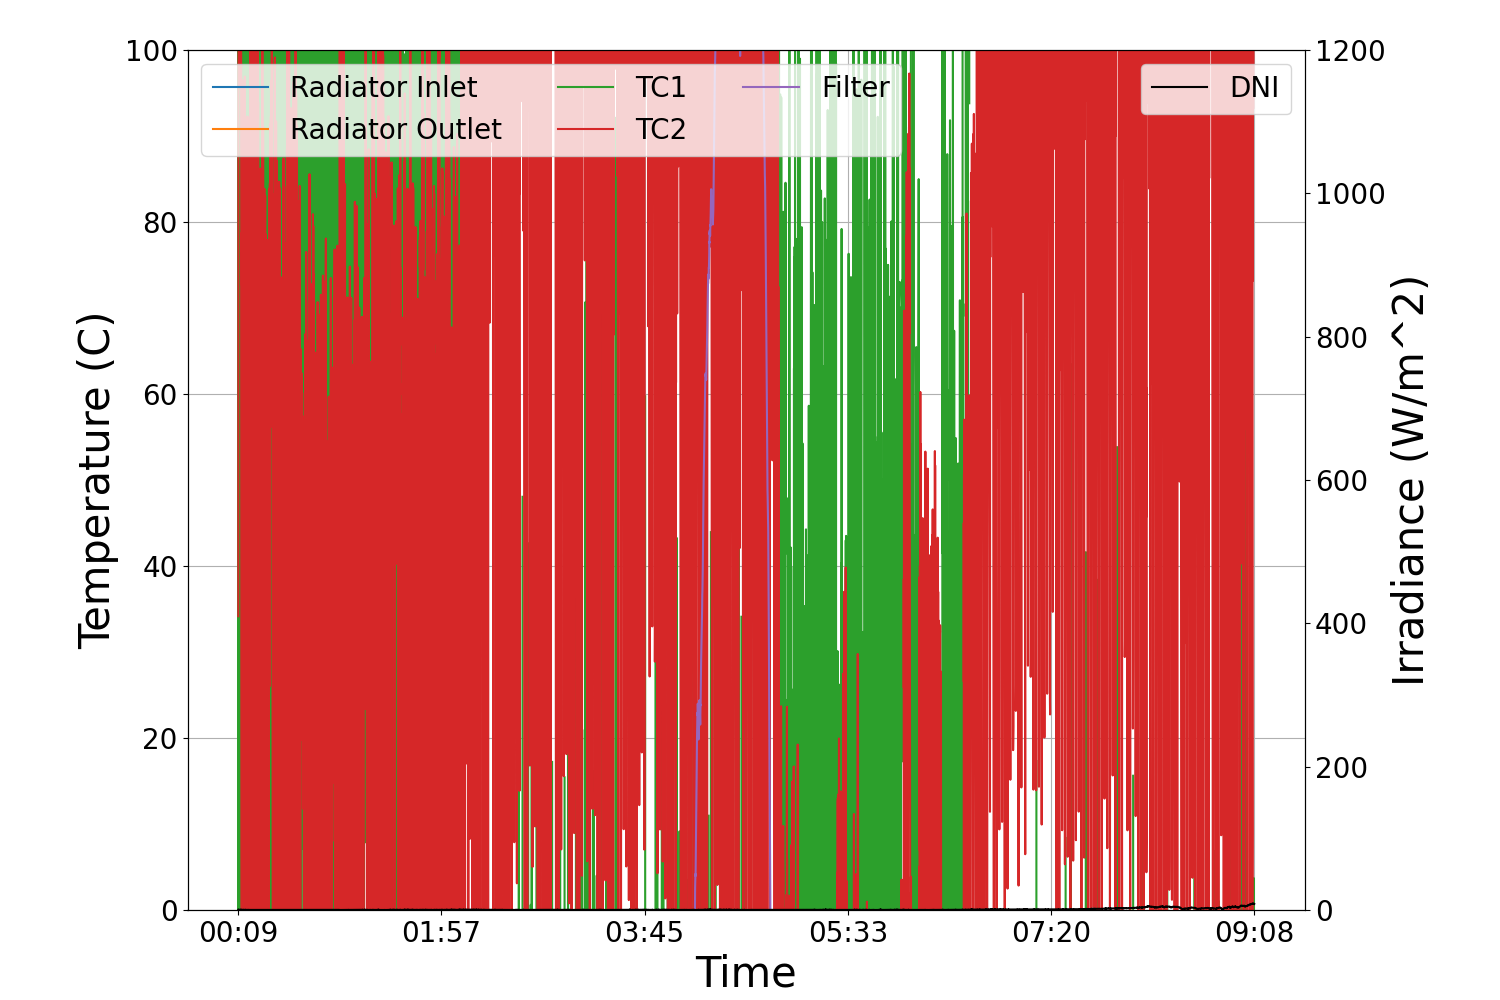 100
80
60
40
20
0
Temperature (C)
Radiator Inlet
Radiator Outlet
TC1
TC2
Filter
DNI
1200
1000
800
600
400
200
0
Irradiance (W/m^2)
00:09 01:57 03:45 05:33 07:20 09:08
Time